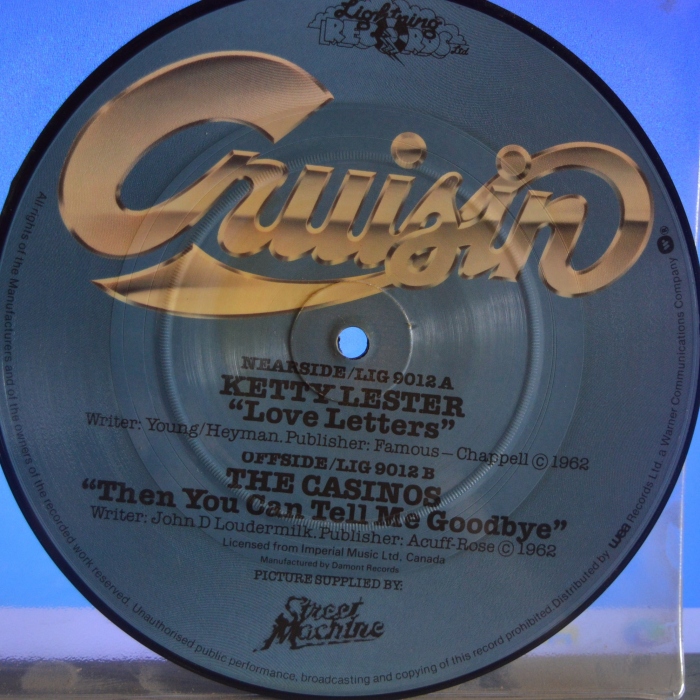 Lightning
RECORDS Ltd
Cruisin
NEARSIDE/LIG 9012 A
KETTY LESTER
“Love Letters”
Writer: Young/Heyman. Publisher: Famous—Chappell © 1962
OFFSIDE/LIG 9012 B
THE CASINOS
“Then You Can Tell Me Goodbye”
Writer: John D Loudermilk. Publisher: Acuff-Rose © 1962
Licensed from Imperial Music Ltd, Canada
Manufactured by Damont Records
PICTURE SUPPLIED BY:
Street
Machine
All rights of the Manufacturers and of the owners of the recorded work reserved. Unauthorised public performance, broadcasting and copying of this record prohibited Distributed by wea Records Ltd. a Warner Communications Company